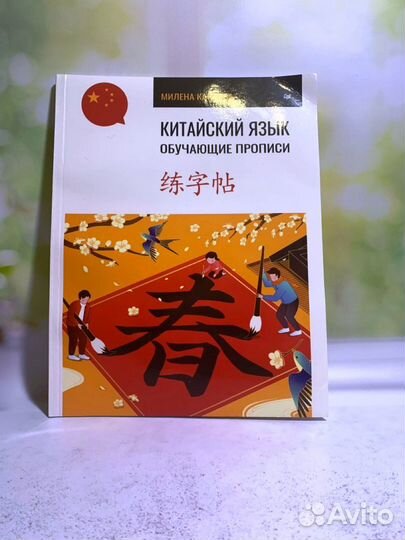 МИЛЕНА
КИТАЙСКИЙ ЯЗЫК
ОБУЧАЮЩИЕ ПРОПИСИ
练字帖
春
Avito